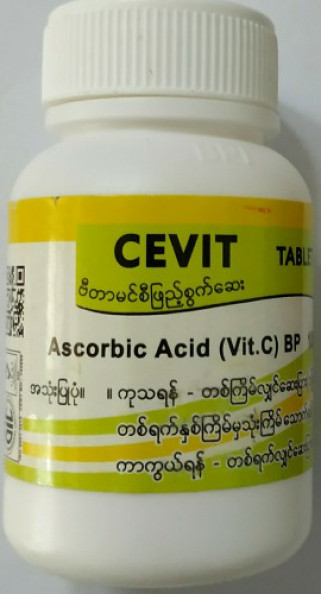 CEVIT
ဗီတာမင်စီဖြည့်စွက်ဆေး
Ascorbic Acid (Vit.C) BP
အသုံးပြုပုံ။ ။ ကုသရန် - တစ်ကြိမ်လျှင်ဆေးပြား
တစ်ရက်နှစ်ကြိမ်မှသုံးကြိမ်
ကာကွယ်ရန် - တစ်ရက်လျှင်ဆေး